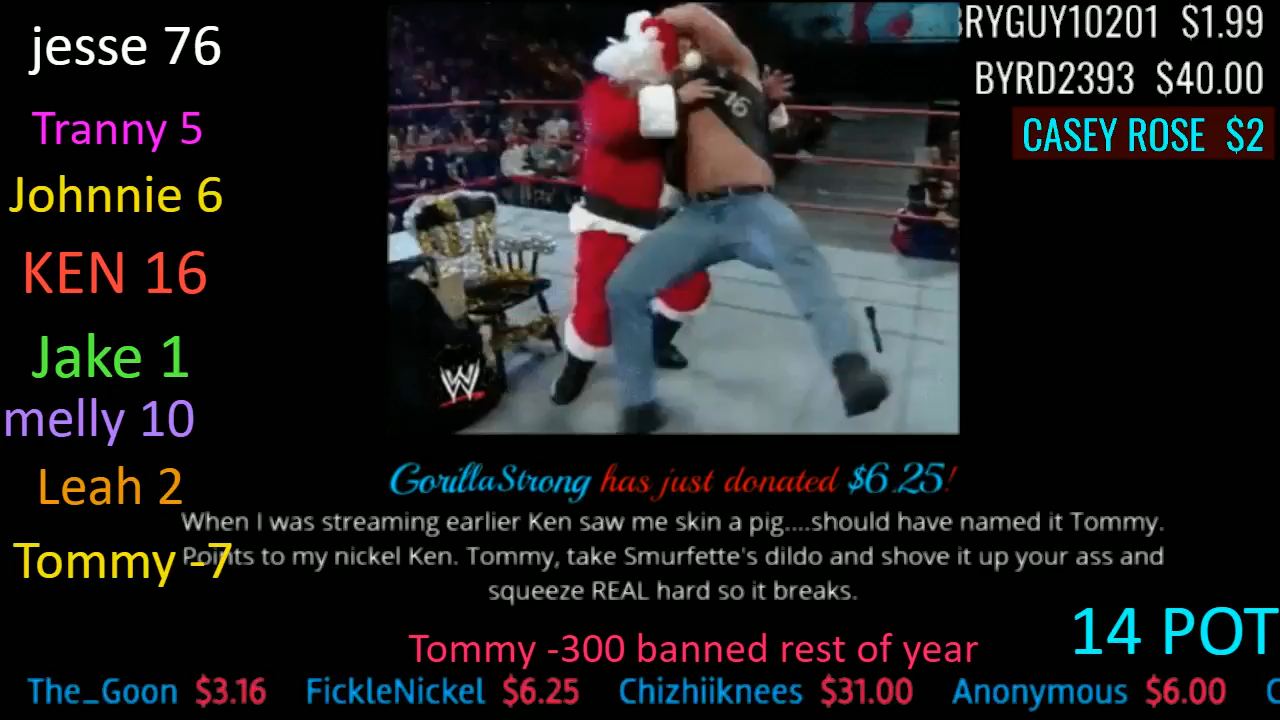 jesse 76
Tranny 5
Johnnie 6
KEN 16
Jake 1
melly 10
Leah 2
Tommy -7
16
W
BRYGUY10201 $1.99
BYRD2393 $40.00
CASEY ROSE $2
GorillaStrong has just donated $6.25!
When I was streaming earlier Ken saw me skin a pig....should have named it Tommy.
Points to my nickel Ken. Tommy, take Smurfette's dildo and shove it up your ass and
squeeze REAL hard so it breaks.
Tommy -300 banned rest of year
14 POT
The_Goon $3.16 FickleNickel $6.25 Chizhiiknees $31.00 Anonymous $6.00